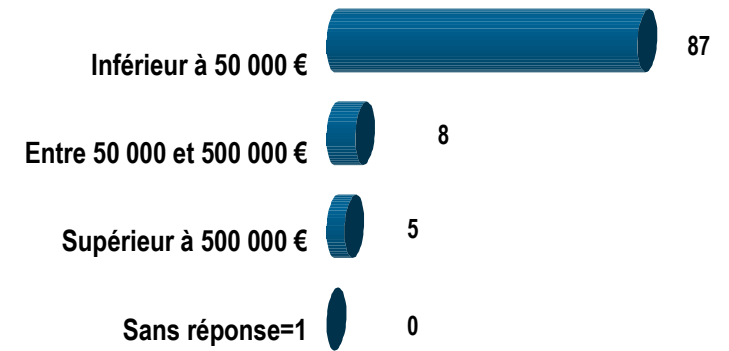 Inférieur à 50 000 € 87
Entre 50 000 et 500 000 € 8
Supérieur à 500 000 € 5
Sans réponse=1 0